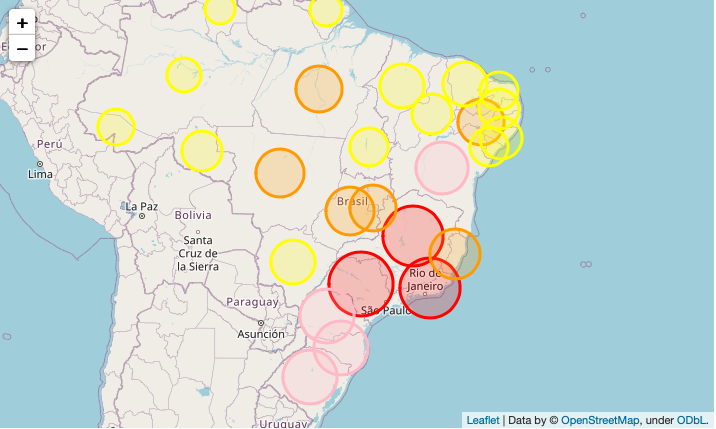 +
−
Perú
Lima
La Paz
Bolivia
Santa
Cruz de
la Sierra
Brasil
Rio de
Janeiro
São Paulo
Paraguay
Asunción
Uruguay
Leaflet | Data by © OpenStreetMap, under ODbL.